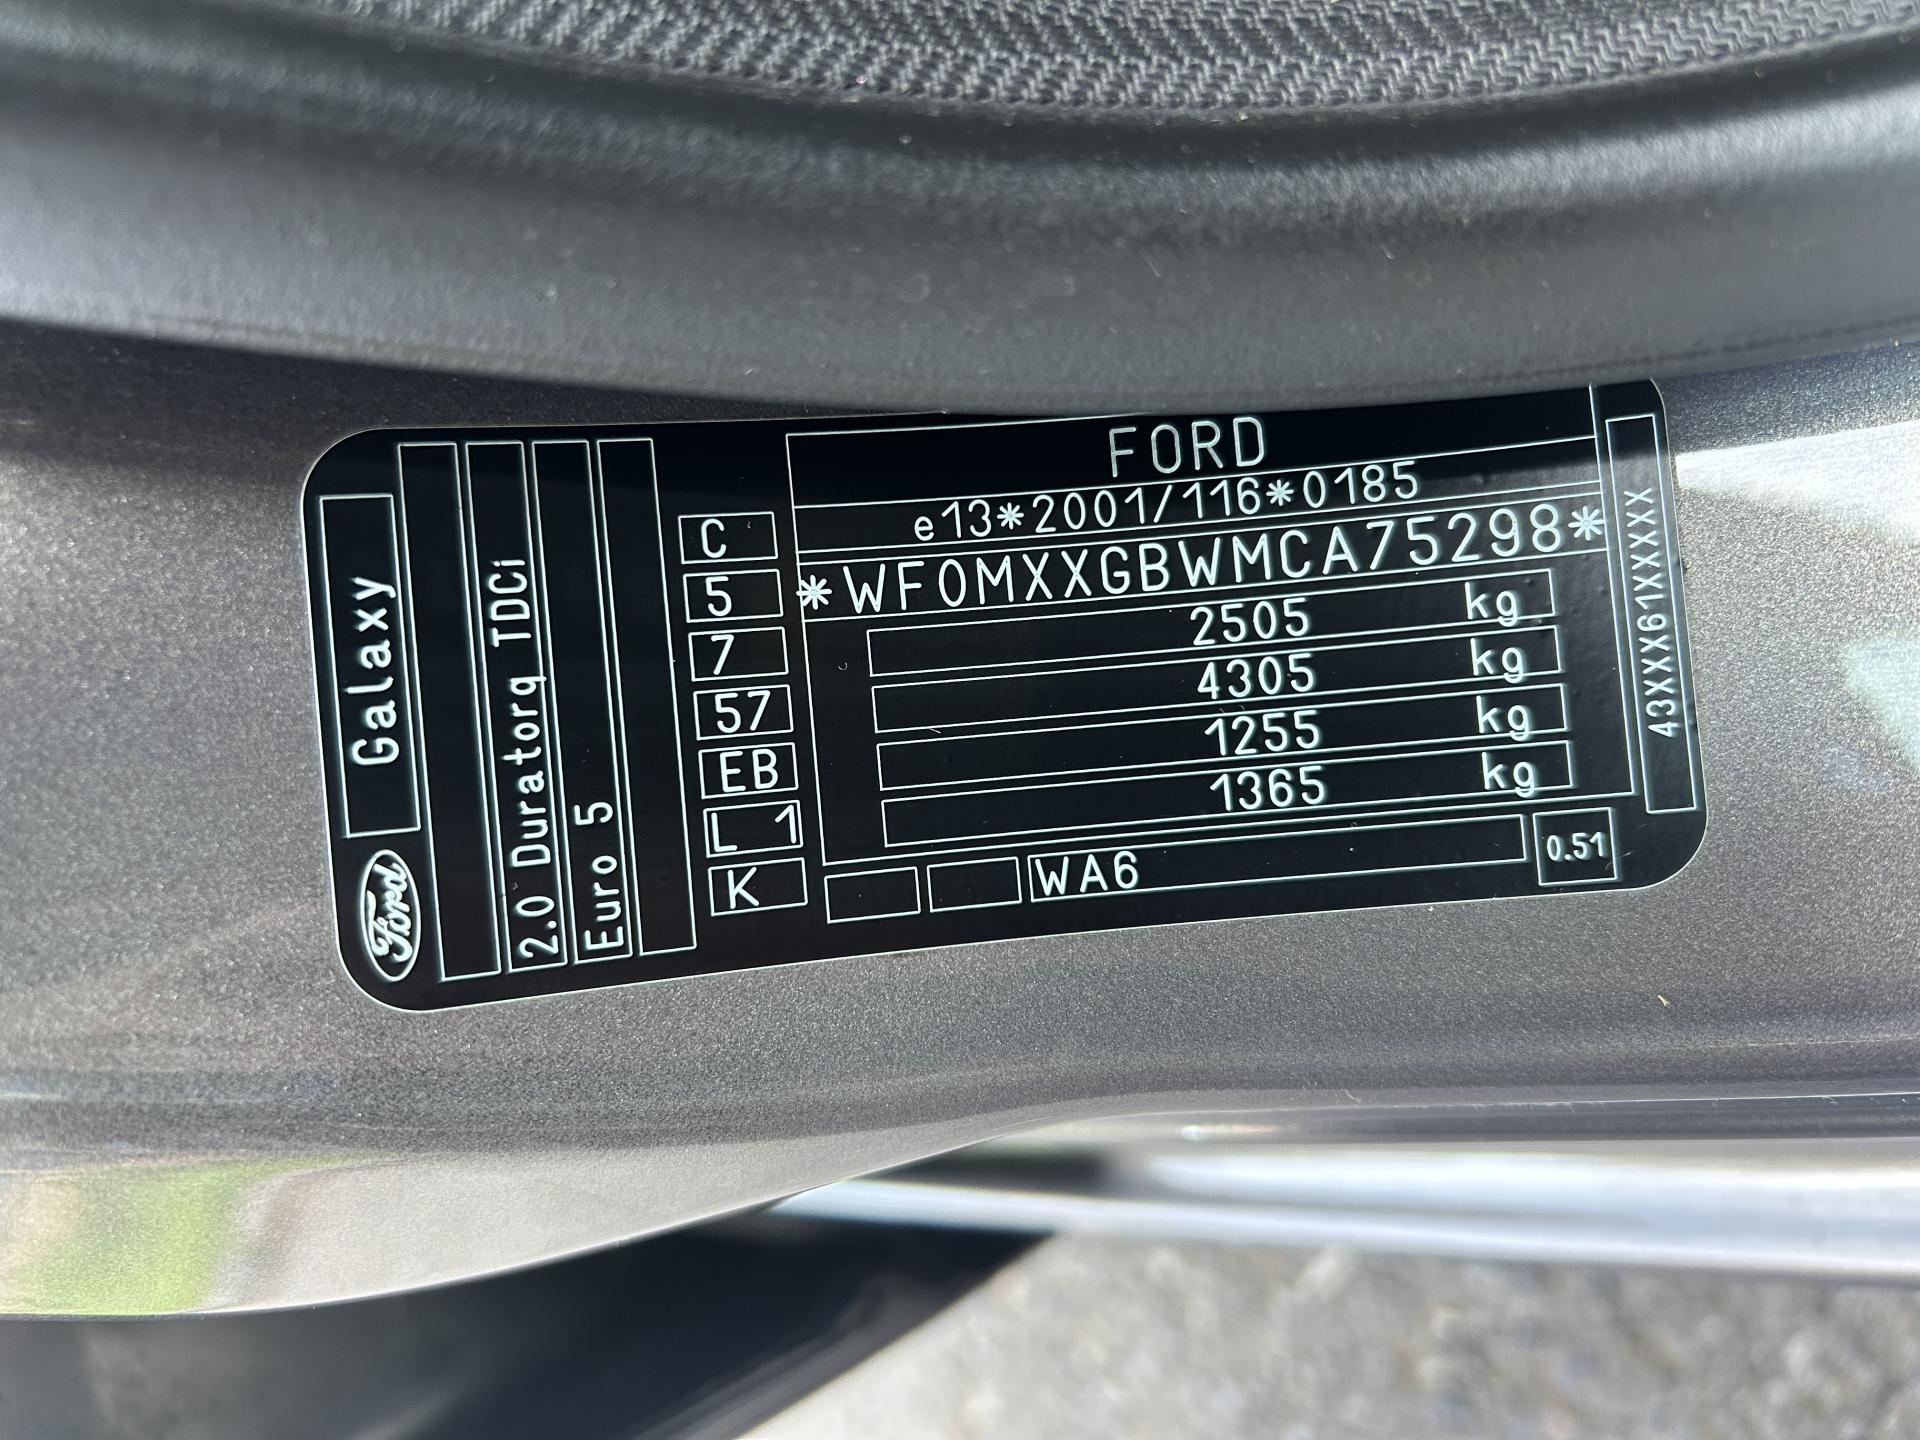 FORD
e13*2001/116*0185
*WF0MXXGBWMCA75298*
2505 kg
4305 kg
1255 kg
1365 kg
WA6
0.51
43XXX61XXXXX
C
5
7
57
EB
L 1
K
Ford
Galaxy
2.0 Duratorq TDCi
Euro 5